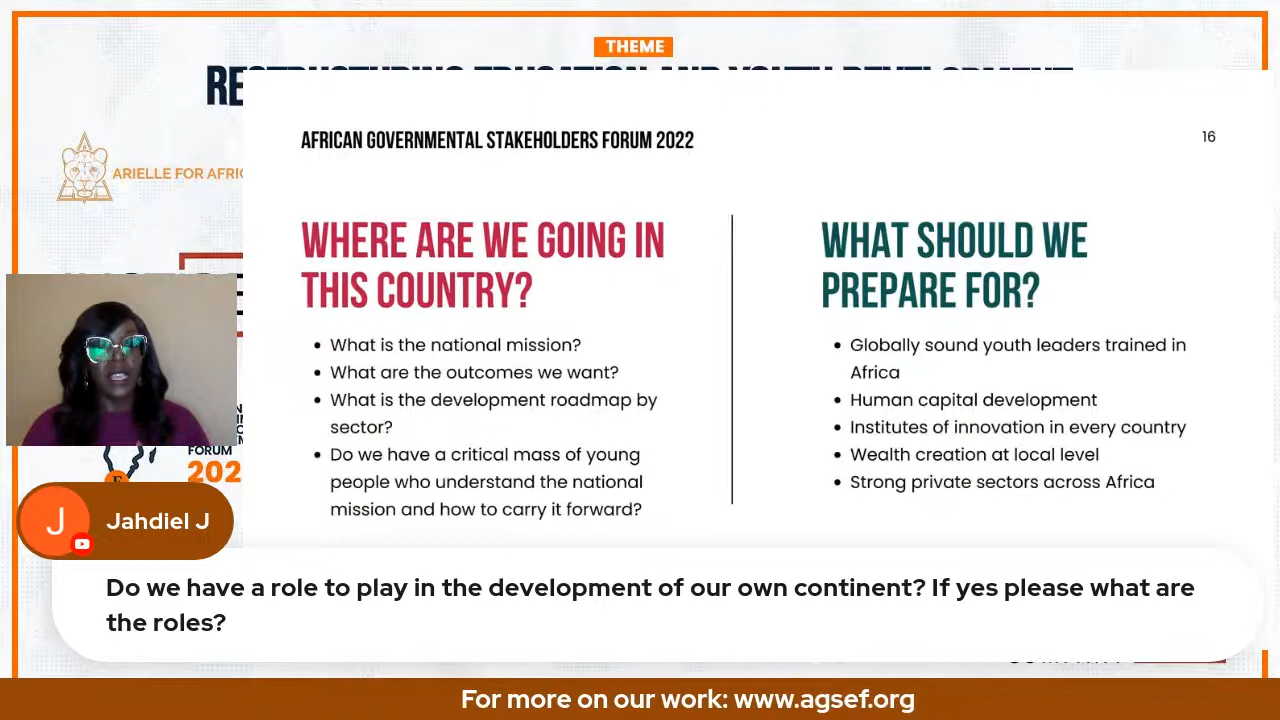 THEME
RESTRUCTURING EDUCATION AND YOUTH DEVELOPMENT
AFRICAN GOVERNMENTAL STAKEHOLDERS FORUM 2022
16
ARIELLE FOR AFRIC
WHERE ARE WE GOING IN
THIS COUNTRY?
• What is the national mission?
• What are the outcomes we want?
• What is the development roadmap by
sector?
• Do we have a critical mass of young
people who understand the national
mission and how to carry it forward?
WHAT SHOULD WE
PREPARE FOR?
• Globally sound youth leaders trained in
Africa
• Human capital development
• Institutes of innovation in every country
• Wealth creation at local level
• Strong private sectors across Africa
FORUM
202
J
Jahdiel J
Do we have a role to play in the development of our own continent? If yes please what are
the roles?
For more on our work: www.agsef.org